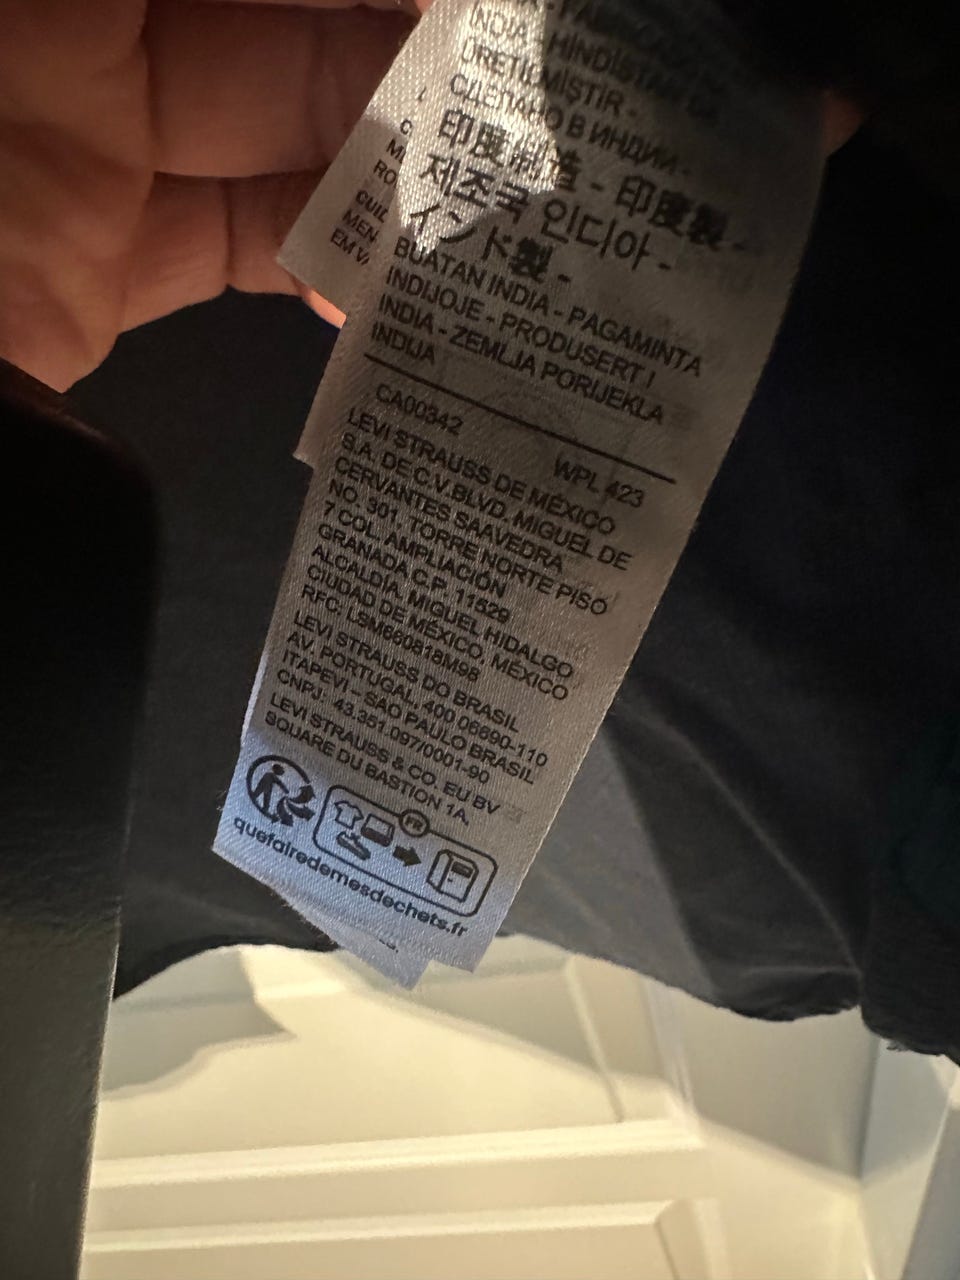 HINDISTAN'DA
ÜRETILMIŞTIR -
СДЕЛАНО В ИНДИИ -
印度制造 - 印度製 -
제조국 인디아 -
インド製 -
BUATAN INDIA - PAGAMINTA
INDIJOJE - PRODUSERT I
INDIA - ZEMLJA PORIJEKLA
INDIJA
CA00342 WPL 423
LEVI STRAUSS DE MÉXICO
S.A. DE C.V. BLVD. MIGUEL DE
CERVANTES SAAVEDRA
NO. 301, TORRE NORTE PISO
7 COL. AMPLIACIÓN
GRANADA C.P. 11529
ALCALDÍA, MIGUEL HIDALGO
CIUDAD DE MÉXICO, MÉXICO
RFC: LSM660818M98
LEVI STRAUSS DO BRASIL
AV. PORTUGAL, 400 06690-110
ITAPEVI – SAO PAULO BRASIL
CNPJ: 43.351.097/0001-90
LEVI STRAUSS & CO. EU BV
SQUARE DU BASTION 1A,
FR
quefairedemesdechets.fr